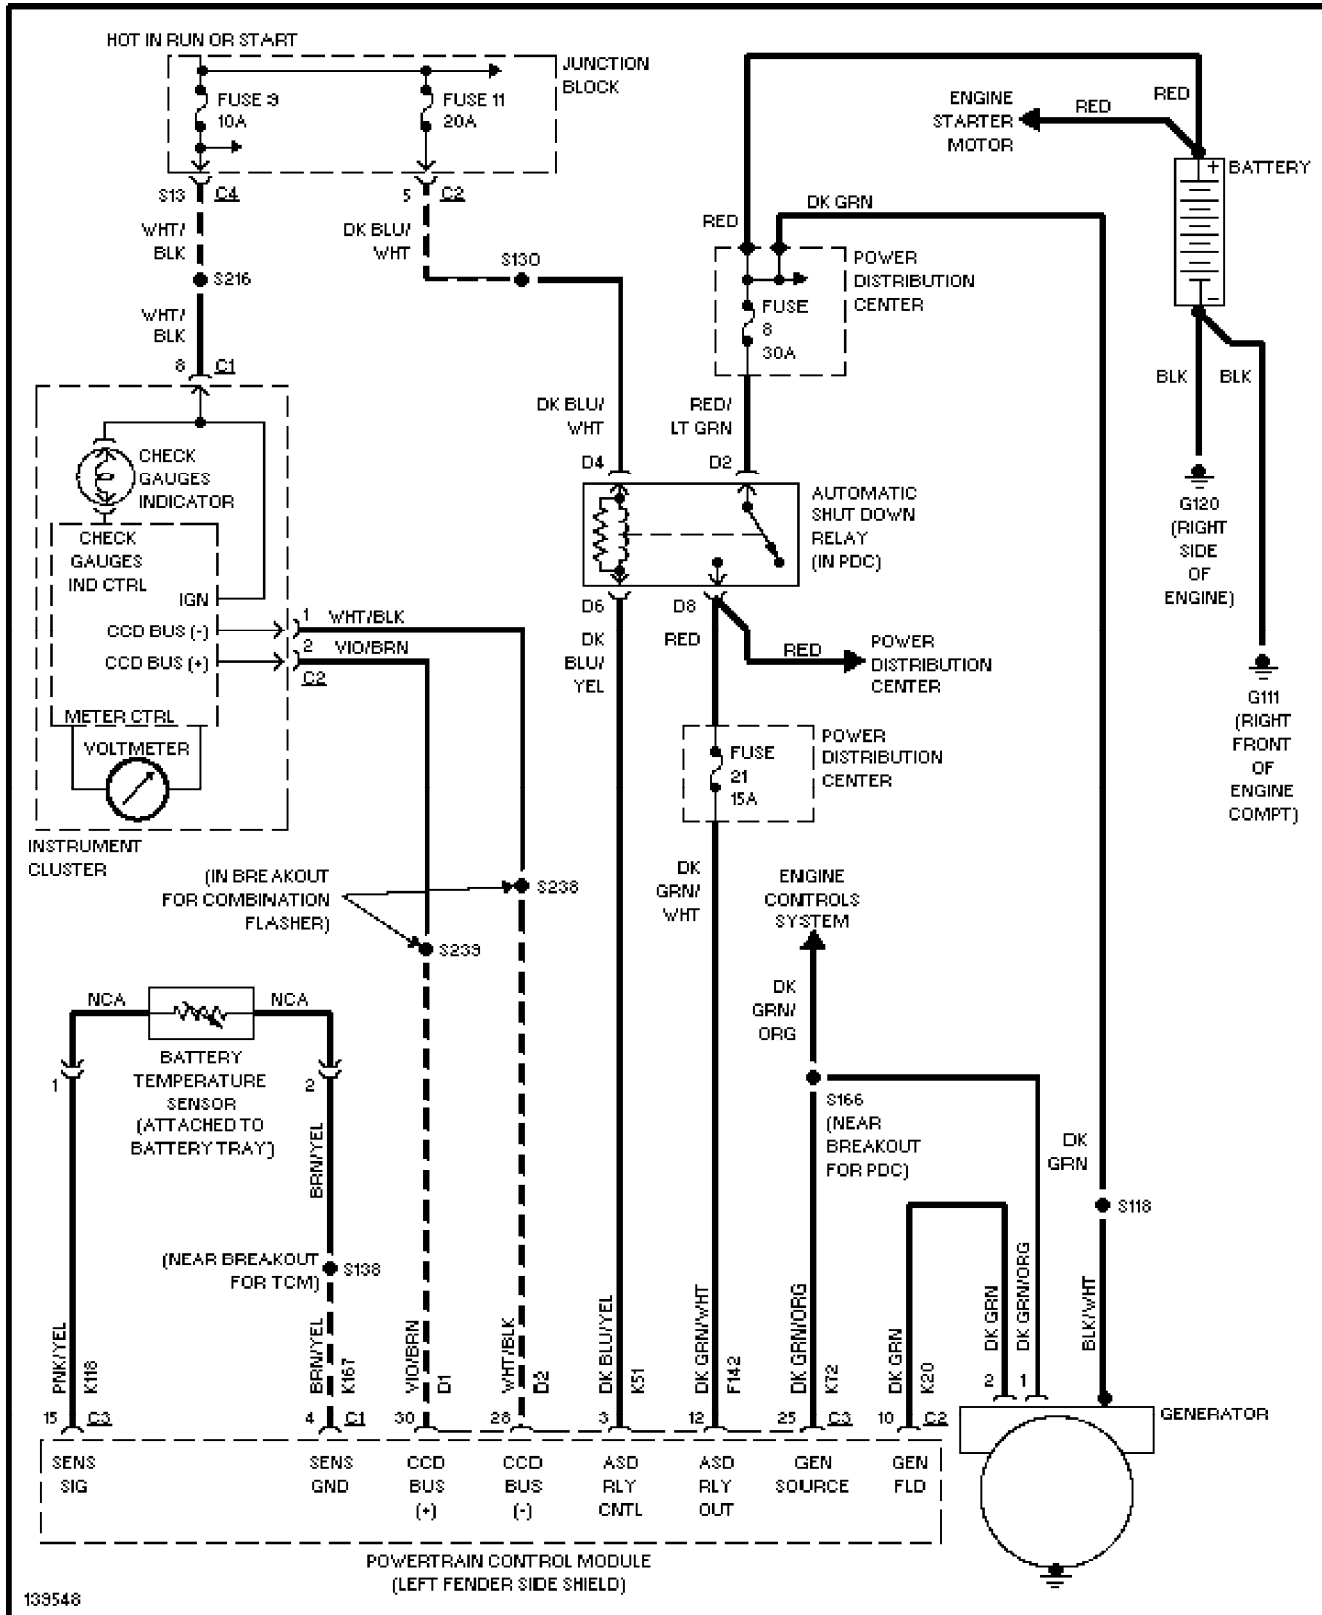 HOT IN RUN OR START
JUNCTION
BLOCK
FUSE 9
10A
FUSE 11
20A
S13
C4
5
C2
WHT/
BLK
DK BLU/
WHT
S216
S130
WHT/
BLK
8
C1
ENGINE
STARTER
MOTOR
RED
RED
BATTERY
+
-
RED
DK GRN
POWER
DISTRIBUTION
CENTER
FUSE
8
30A
BLK
BLK
DK BLU/
WHT
RED/
LT GRN
D4
D2
AUTOMATIC
SHUT DOWN
RELAY
(IN PDC)
G120
(RIGHT
SIDE
OF
ENGINE)
G111
(RIGHT
FRONT
OF
ENGINE
COMPT)
CHECK
GAUGES
INDICATOR
CHECK
GAUGES
IND CTRL
IGN
CCD BUS (-)
CCD BUS (+)
1
WHT/BLK
2
VIO/BRN
C2
METER CTRL
VOLTMETER
INSTRUMENT
CLUSTER
D6
D8
DK
BLU/
YEL
RED
RED
POWER
DISTRIBUTION
CENTER
FUSE
21
15A
POWER
DISTRIBUTION
CENTER
(IN BREAKOUT
FOR COMBINATION
FLASHER)
S238
S239
DK
GRN/
WHT
ENGINE
CONTROLS
SYSTEM
DK
GRN/
ORG
NCA
NCA
BATTERY
TEMPERATURE
SENSOR
(ATTACHED TO
BATTERY TRAY)
1
2
BRN/YEL
S166
(NEAR
BREAKOUT
FOR PDC)
DK
GRN
S118
(NEAR BREAKOUT
FOR TCM)
S138
PNK/YEL
K118
BRN/YEL
K167
VIO/BRN
D1
WHT/BLK
D2
DK BLU/YEL
K51
DK GRN/WHT
F142
DK GRN/ORG
K72
DK GRN
K20
DK GRN
2
DK GRN/ORG
1
BLK/WHT
15
C3
4
C1
30
28
3
12
25
C3
10
C2
GENERATOR
SENS
SIG
SENS
GND
CCD
BUS
(+)
CCD
BUS
(-)
ASD
RLY
CNTL
ASD
RLY
OUT
GEN
SOURCE
GEN
FLD
POWERTRAIN CONTROL MODULE
(LEFT FENDER SIDE SHIELD)
139548